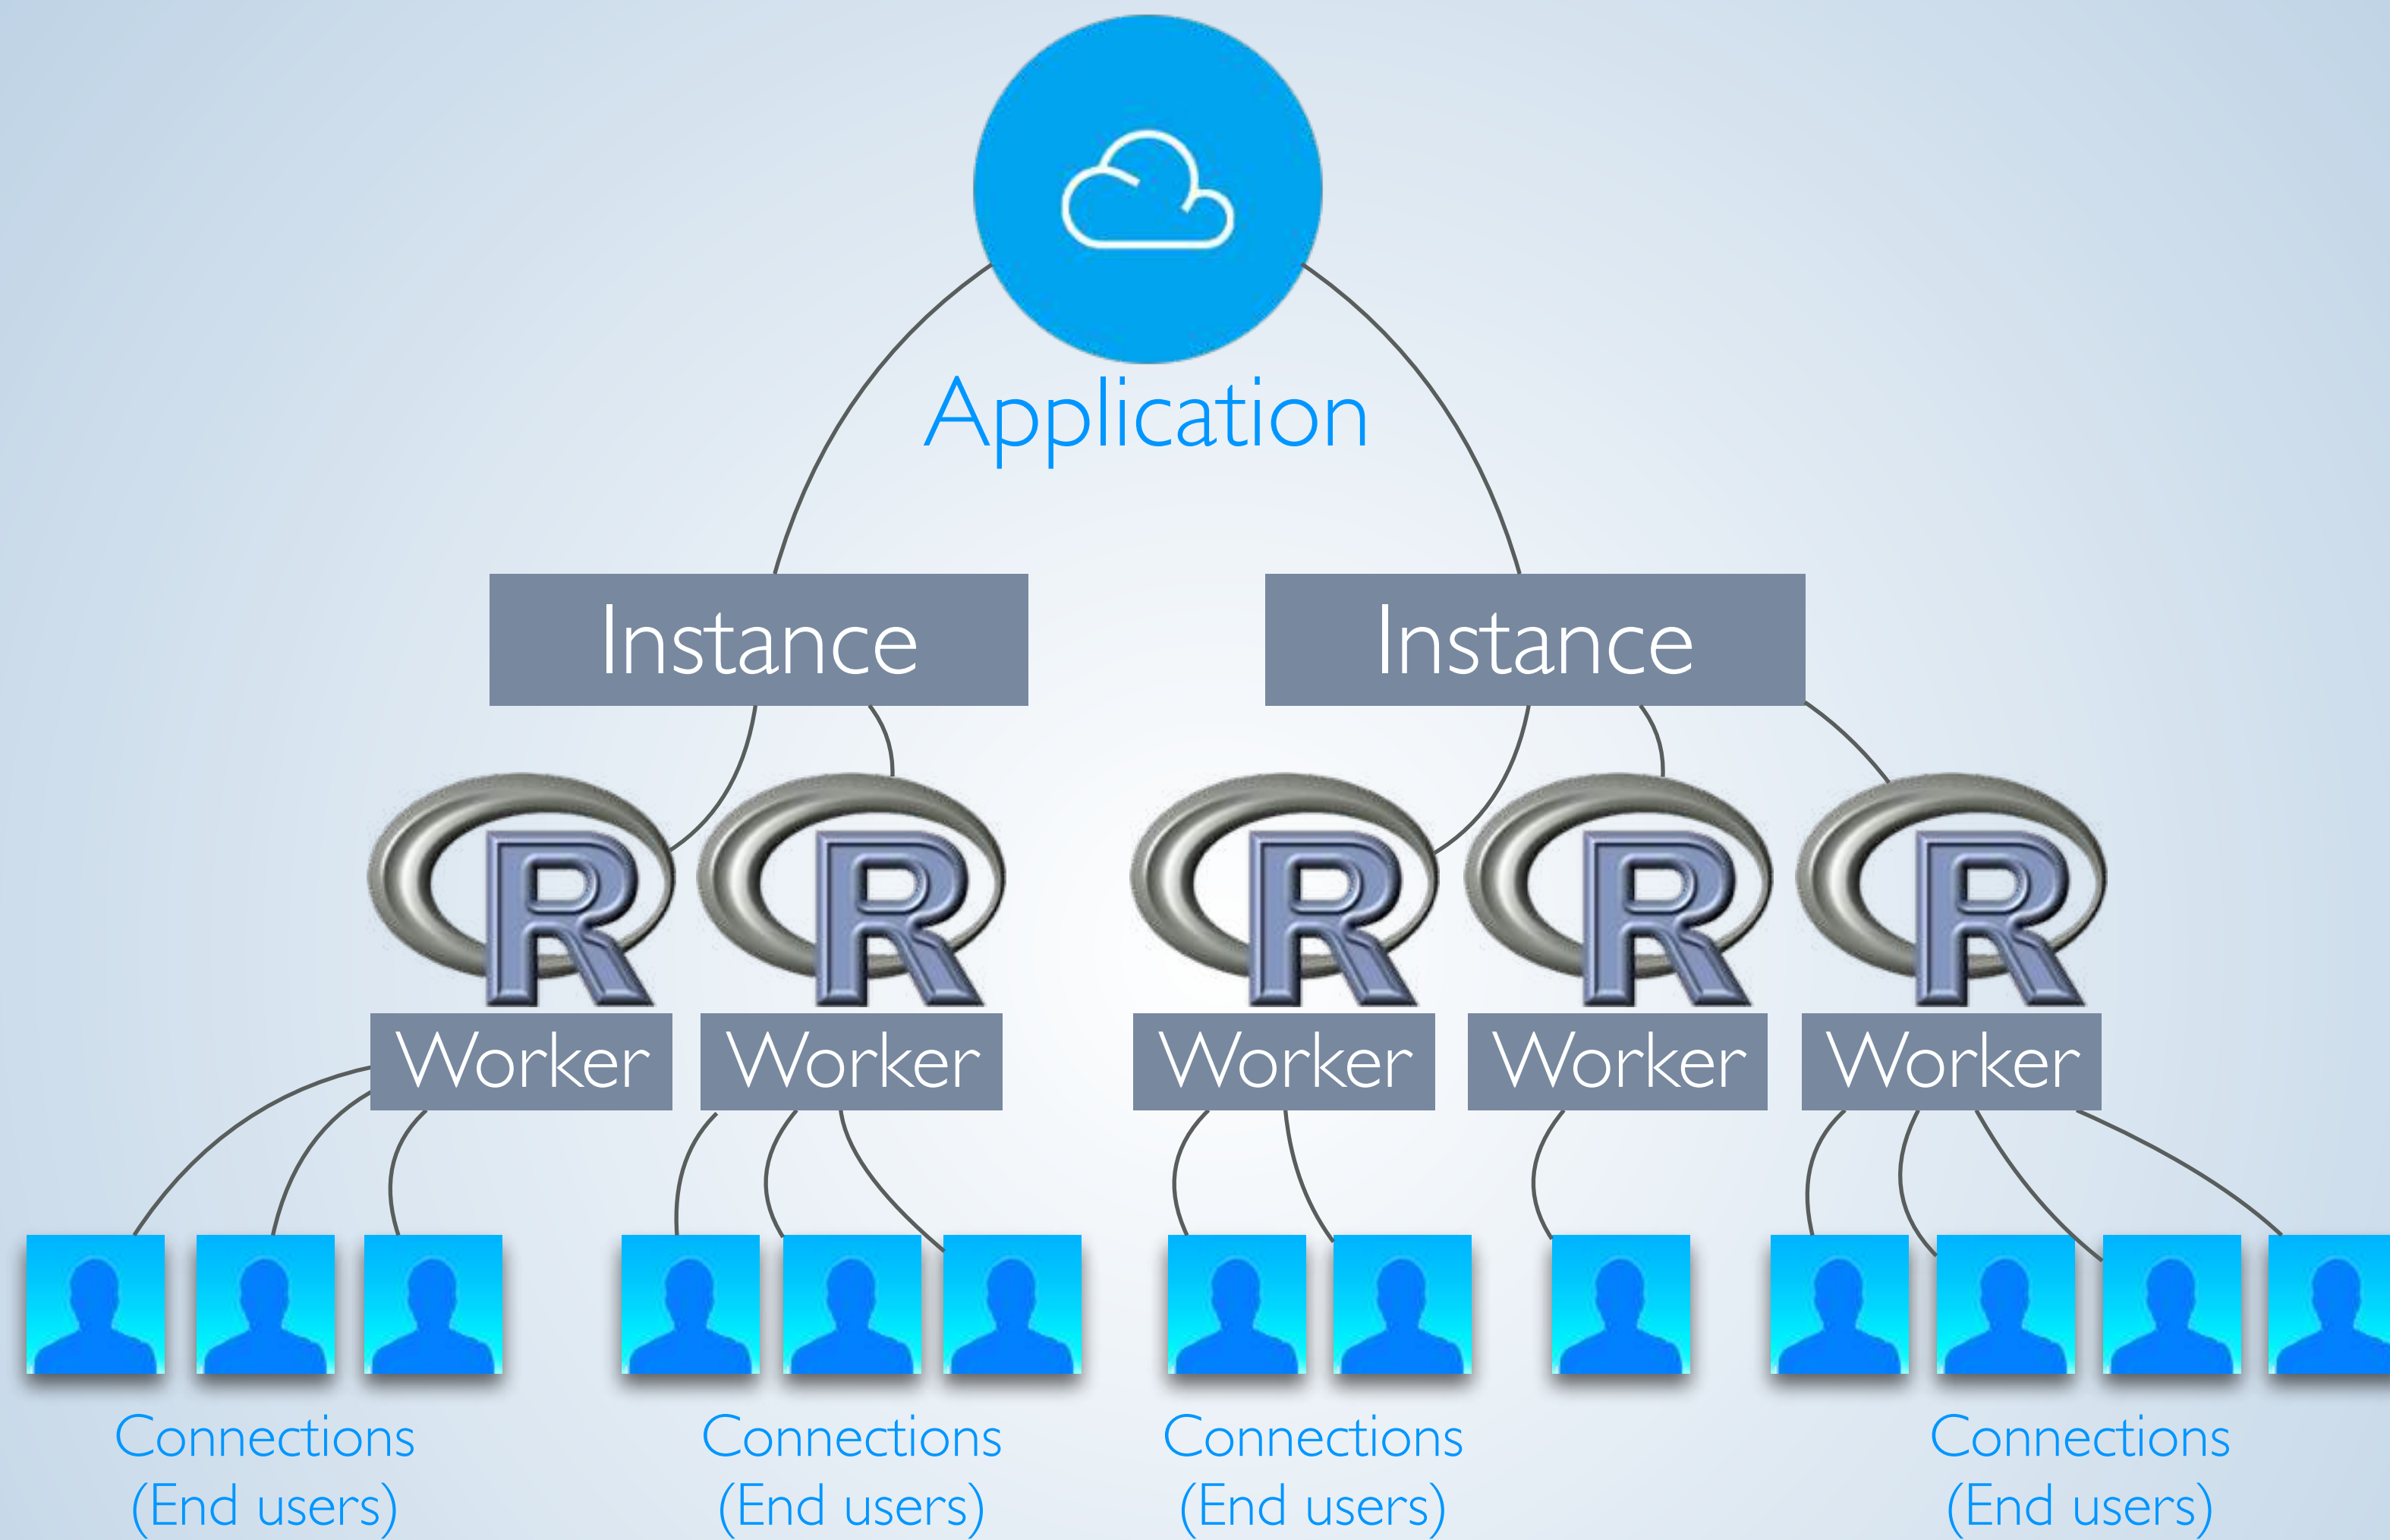 Application
Instance
Instance
R
R
R
R
R
Worker
Worker
Worker
Worker
Worker
Connections
(End users)
Connections
(End users)
Connections
(End users)
Connections
(End users)